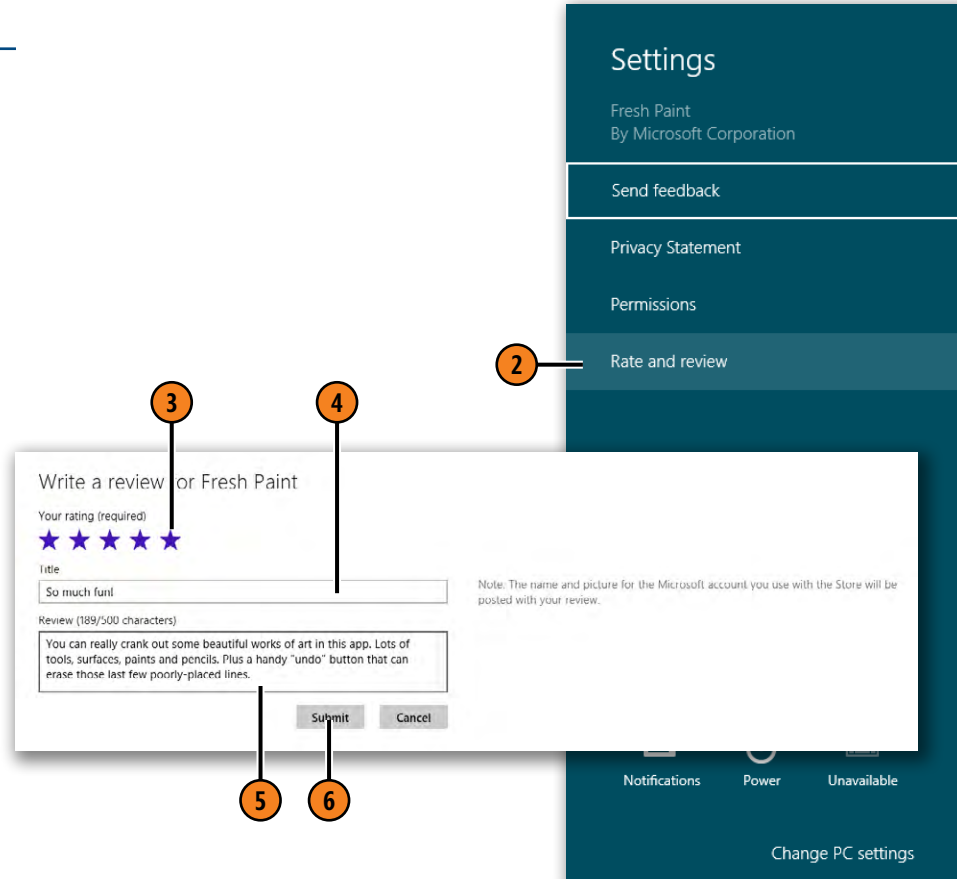 Settings
Fresh Paint
By Microsoft Corporation
Send feedback
Privacy Statement
Permissions
Rate and review
2
3
4
Write a review for Fresh Paint
Your rating (required)
Title
So much fun!
Note: The name and picture for the Microsoft account you use with the Store will be
posted with your review.
Review (189/500 characters)
You can really crank out some beautiful works of art in this app. Lots of
tools, surfaces, paints and pencils. Plus a handy "undo" button that can
erase those last few poorly-placed lines.
Submit
Cancel
5
6
Notifications
Power
Unavailable
Change PC settings